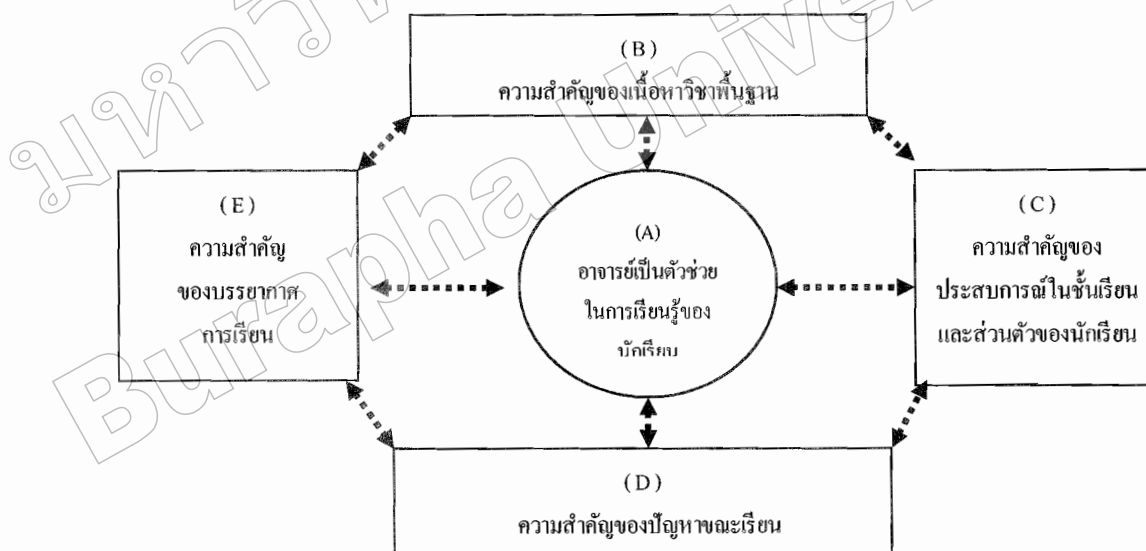 มหาวิ
Burapha Unive
(B)
ความสำคัญของเนื้อหาวิชาพื้นฐาน
(E)
ความสำคัญ
ของบรรยากาศ
การเรียน
(A)
อาจารย์เป็นตัวช่วย
ในการเรียนรู้ของ
นักเรียน
(C)
ความสำคัญของ
ประสบการณ์ในชั้นเรียน
และส่วนตัวของนักเรียน
(D)
ความสำคัญของปัญหาขณะเรียน